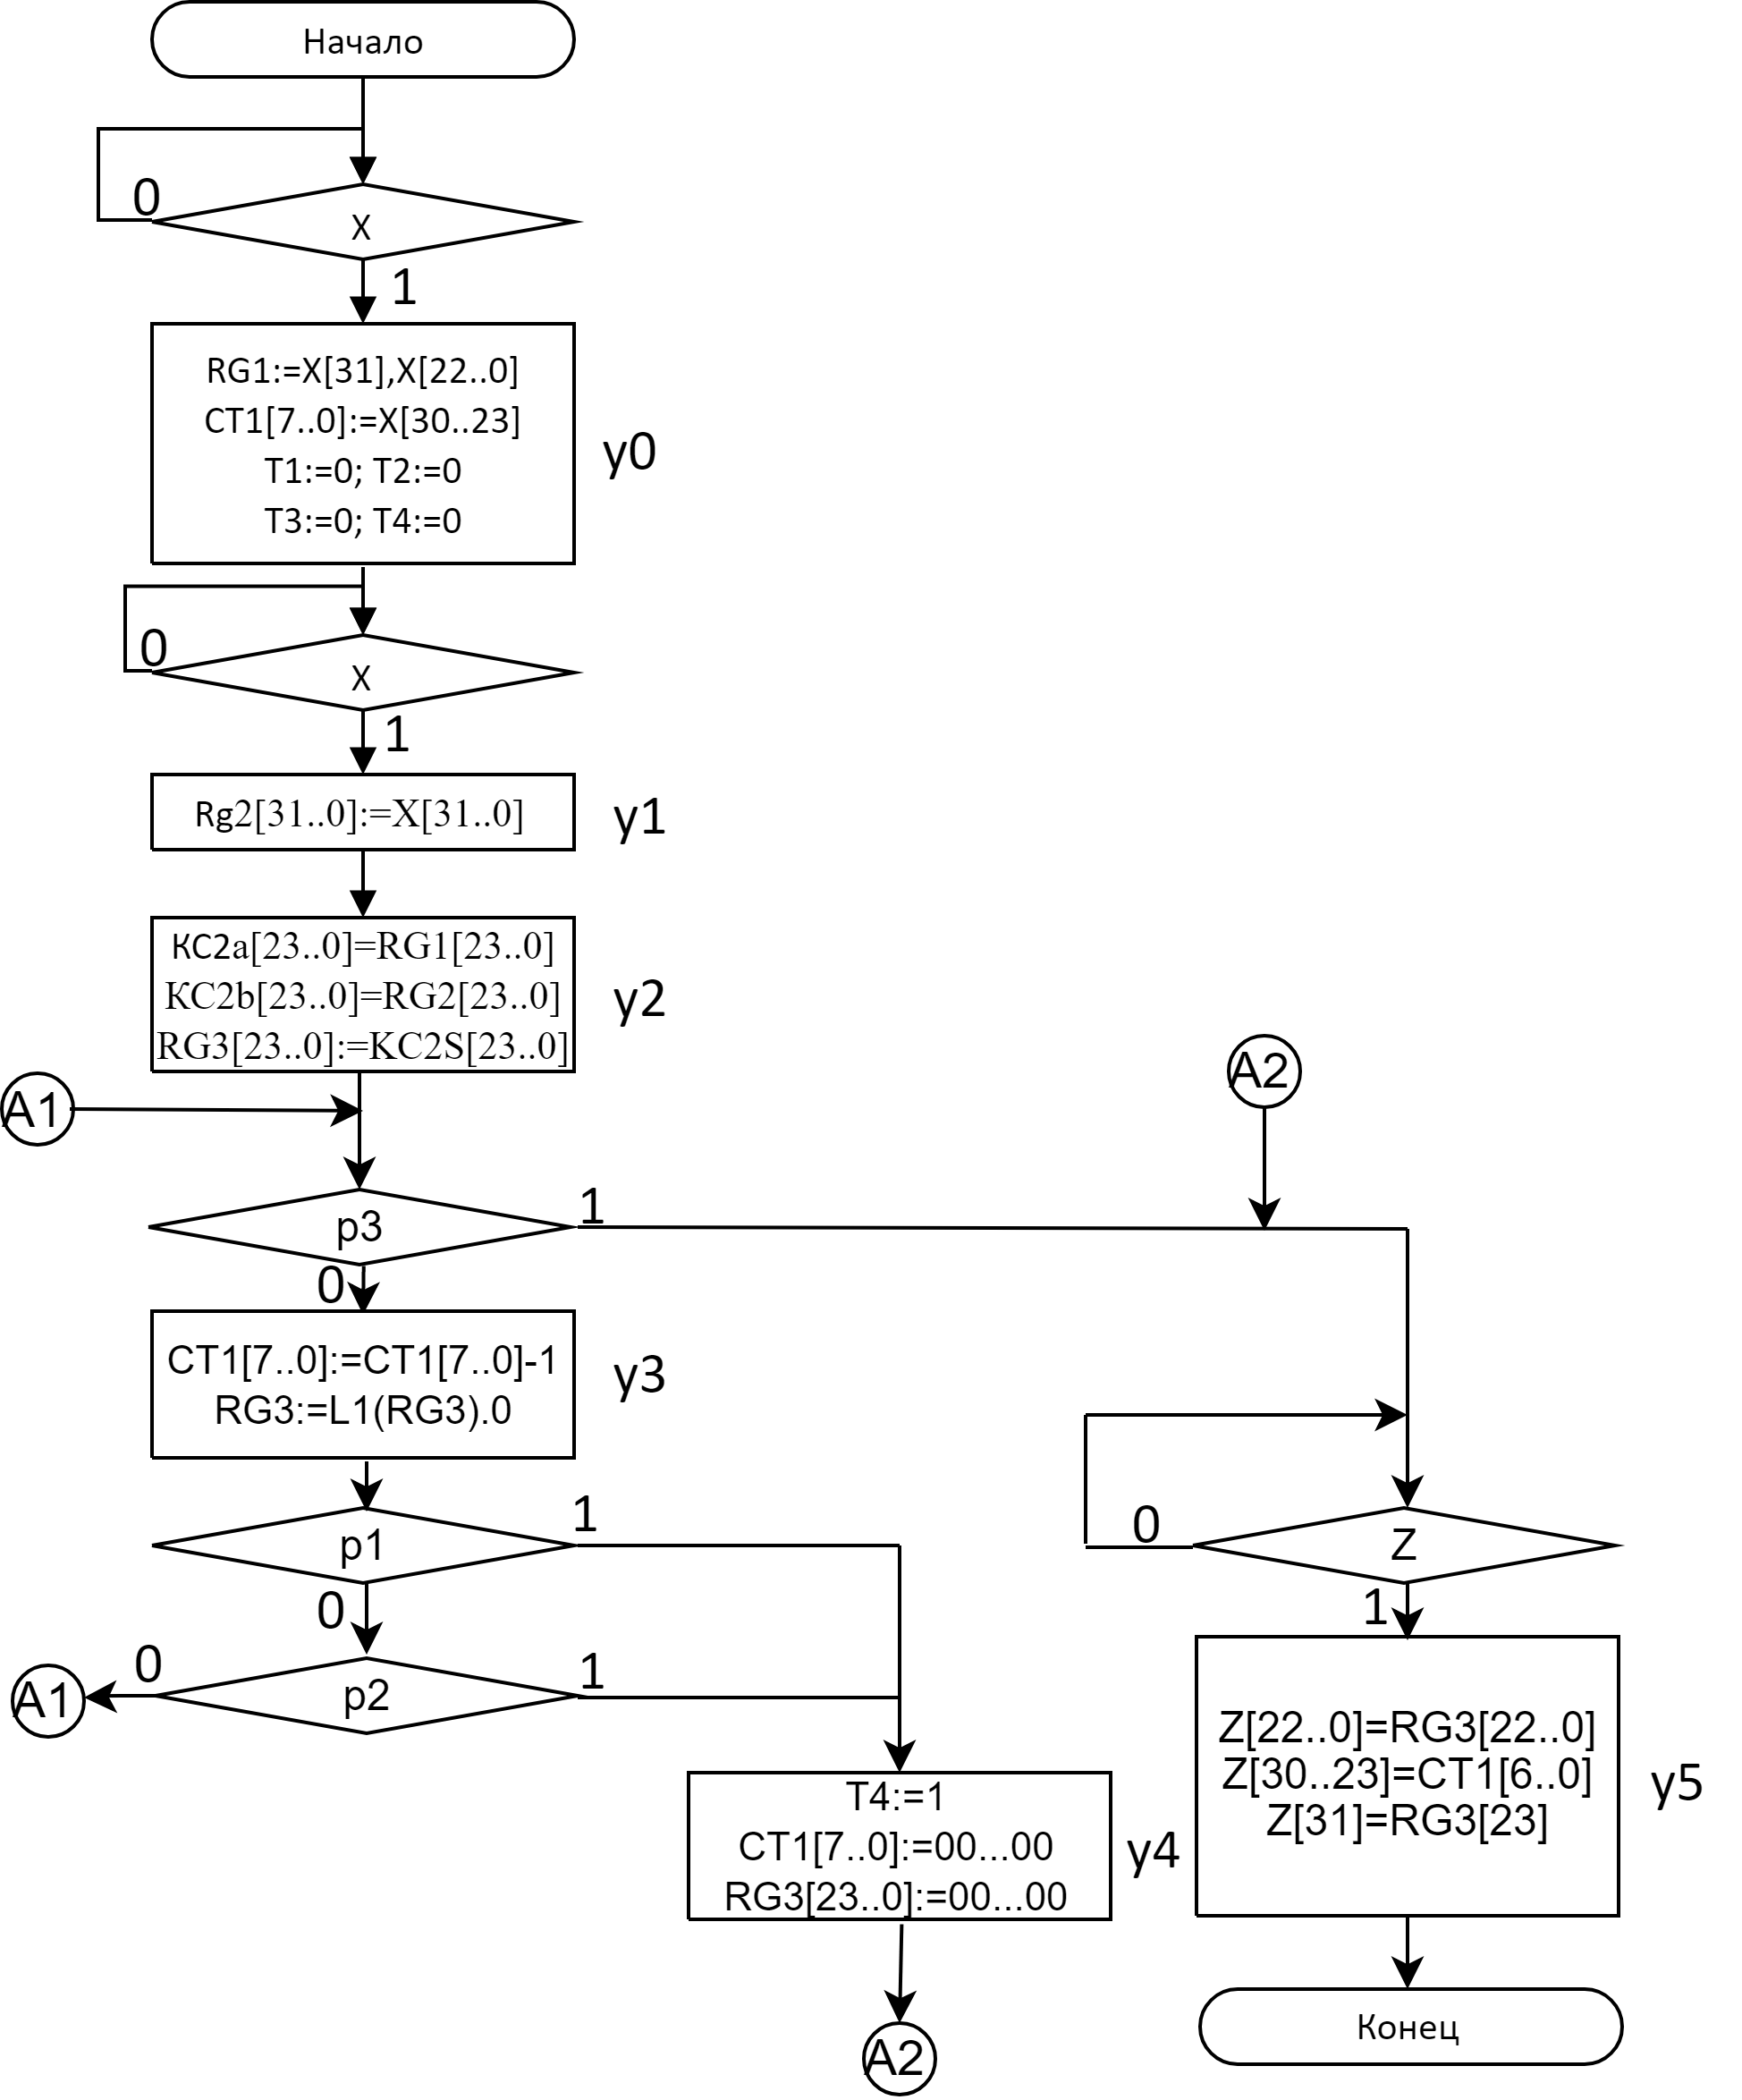 Начало
0
X
1
RG1:=X[31],X[22..0]
CT1[7..0]:=X[30..23]
T1:=0; T2:=0
T3:=0; T4:=0
y0
0
X
1
Rg2[31..0]:=X[31..0]
y1
КС2a[23..0]=RG1[23..0]
КС2b[23..0]=RG2[23..0]
RG3[23..0]:=KC2S[23..0]
y2
A1
A2
p3
1
0
CT1[7..0]:=CT1[7..0]-1
RG3:=L1(RG3).0
y3
p1
1
0
0
p2
1
A1
T4:=1
CT1[7..0]:=00...00
RG3[23..0]:=00...00
y4
A2
0
Z
1
Z[22..0]=RG3[22..0]
Z[30..23]=CT1[6..0]
Z[31]=RG3[23]
y5
Конец